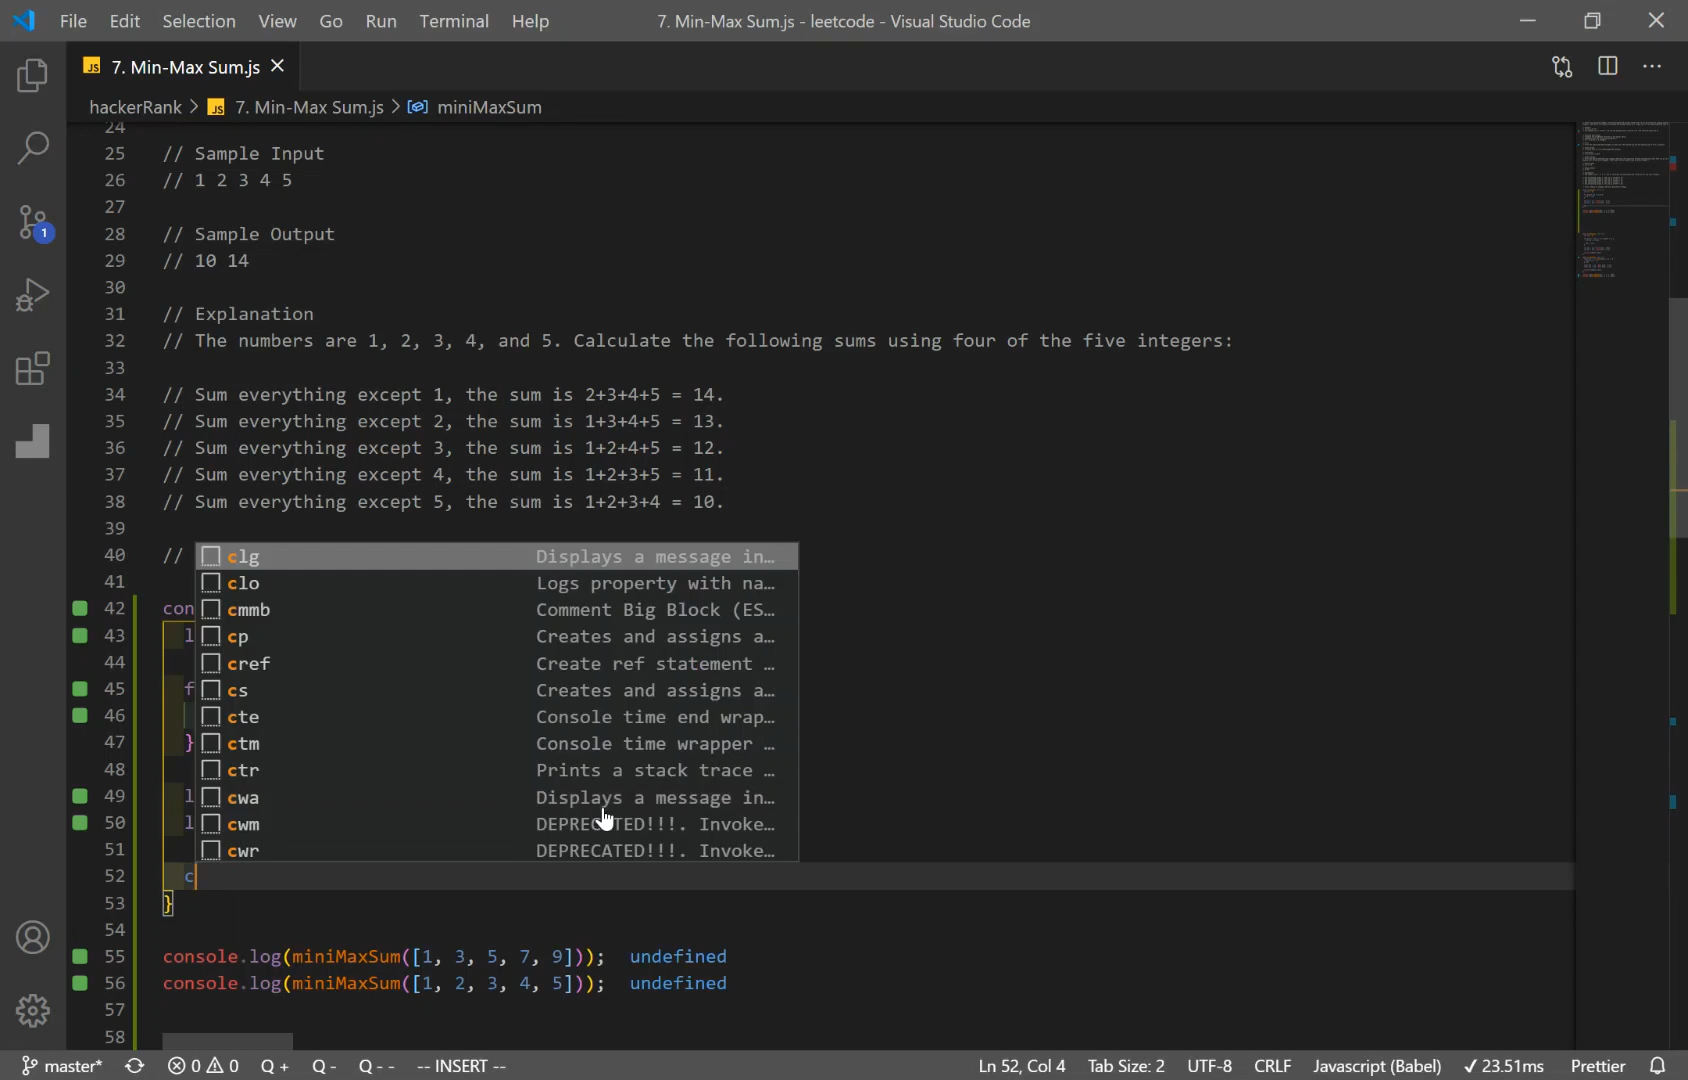 File Edit Selection View Go Run Terminal Help 7. Min-Max Sum.js - leetcode - Visual Studio Code
JS 7. Min-Max Sum.js
hackerRank > JS 7. Min-Max Sum.js > miniMaxSum
24
25 // Sample Input
26 // 1 2 3 4 5
27
28 // Sample Output
29 // 10 14
30
31 // Explanation
32 // The numbers are 1, 2, 3, 4, and 5. Calculate the following sums using four of the five integers:
33
34 // Sum everything except 1, the sum is 2+3+4+5 = 14.
35 // Sum everything except 2, the sum is 1+3+4+5 = 13.
36 // Sum everything except 3, the sum is 1+2+4+5 = 12.
37 // Sum everything except 4, the sum is 1+2+3+5 = 11.
38 // Sum everything except 5, the sum is 1+2+3+4 = 10.
39
40 // clg Displays a message in…
41 clo Logs property with na…
42 con cmmb Comment Big Block (ES…
43 l cp Creates and assigns a…
44 cref Create ref statement …
45 f cs Creates and assigns a…
46 cte Console time end wrap…
47 } ctm Console time wrapper …
48 ctr Prints a stack trace …
49 l cwa Displays a message in…
50 l cwm DEPRECATED!!!. Invoke…
51 cwr DEPRECATED!!!. Invoke…
52 c
53 }
54
55 console.log(miniMaxSum([1, 3, 5, 7, 9])); undefined
56 console.log(miniMaxSum([1, 2, 3, 4, 5])); undefined
57
58
1
master* 0 0 Q + Q - Q - - -- INSERT -- Ln 52, Col 4 Tab Size: 2 UTF-8 CRLF Javascript (Babel) ✓ 23.51ms Prettier